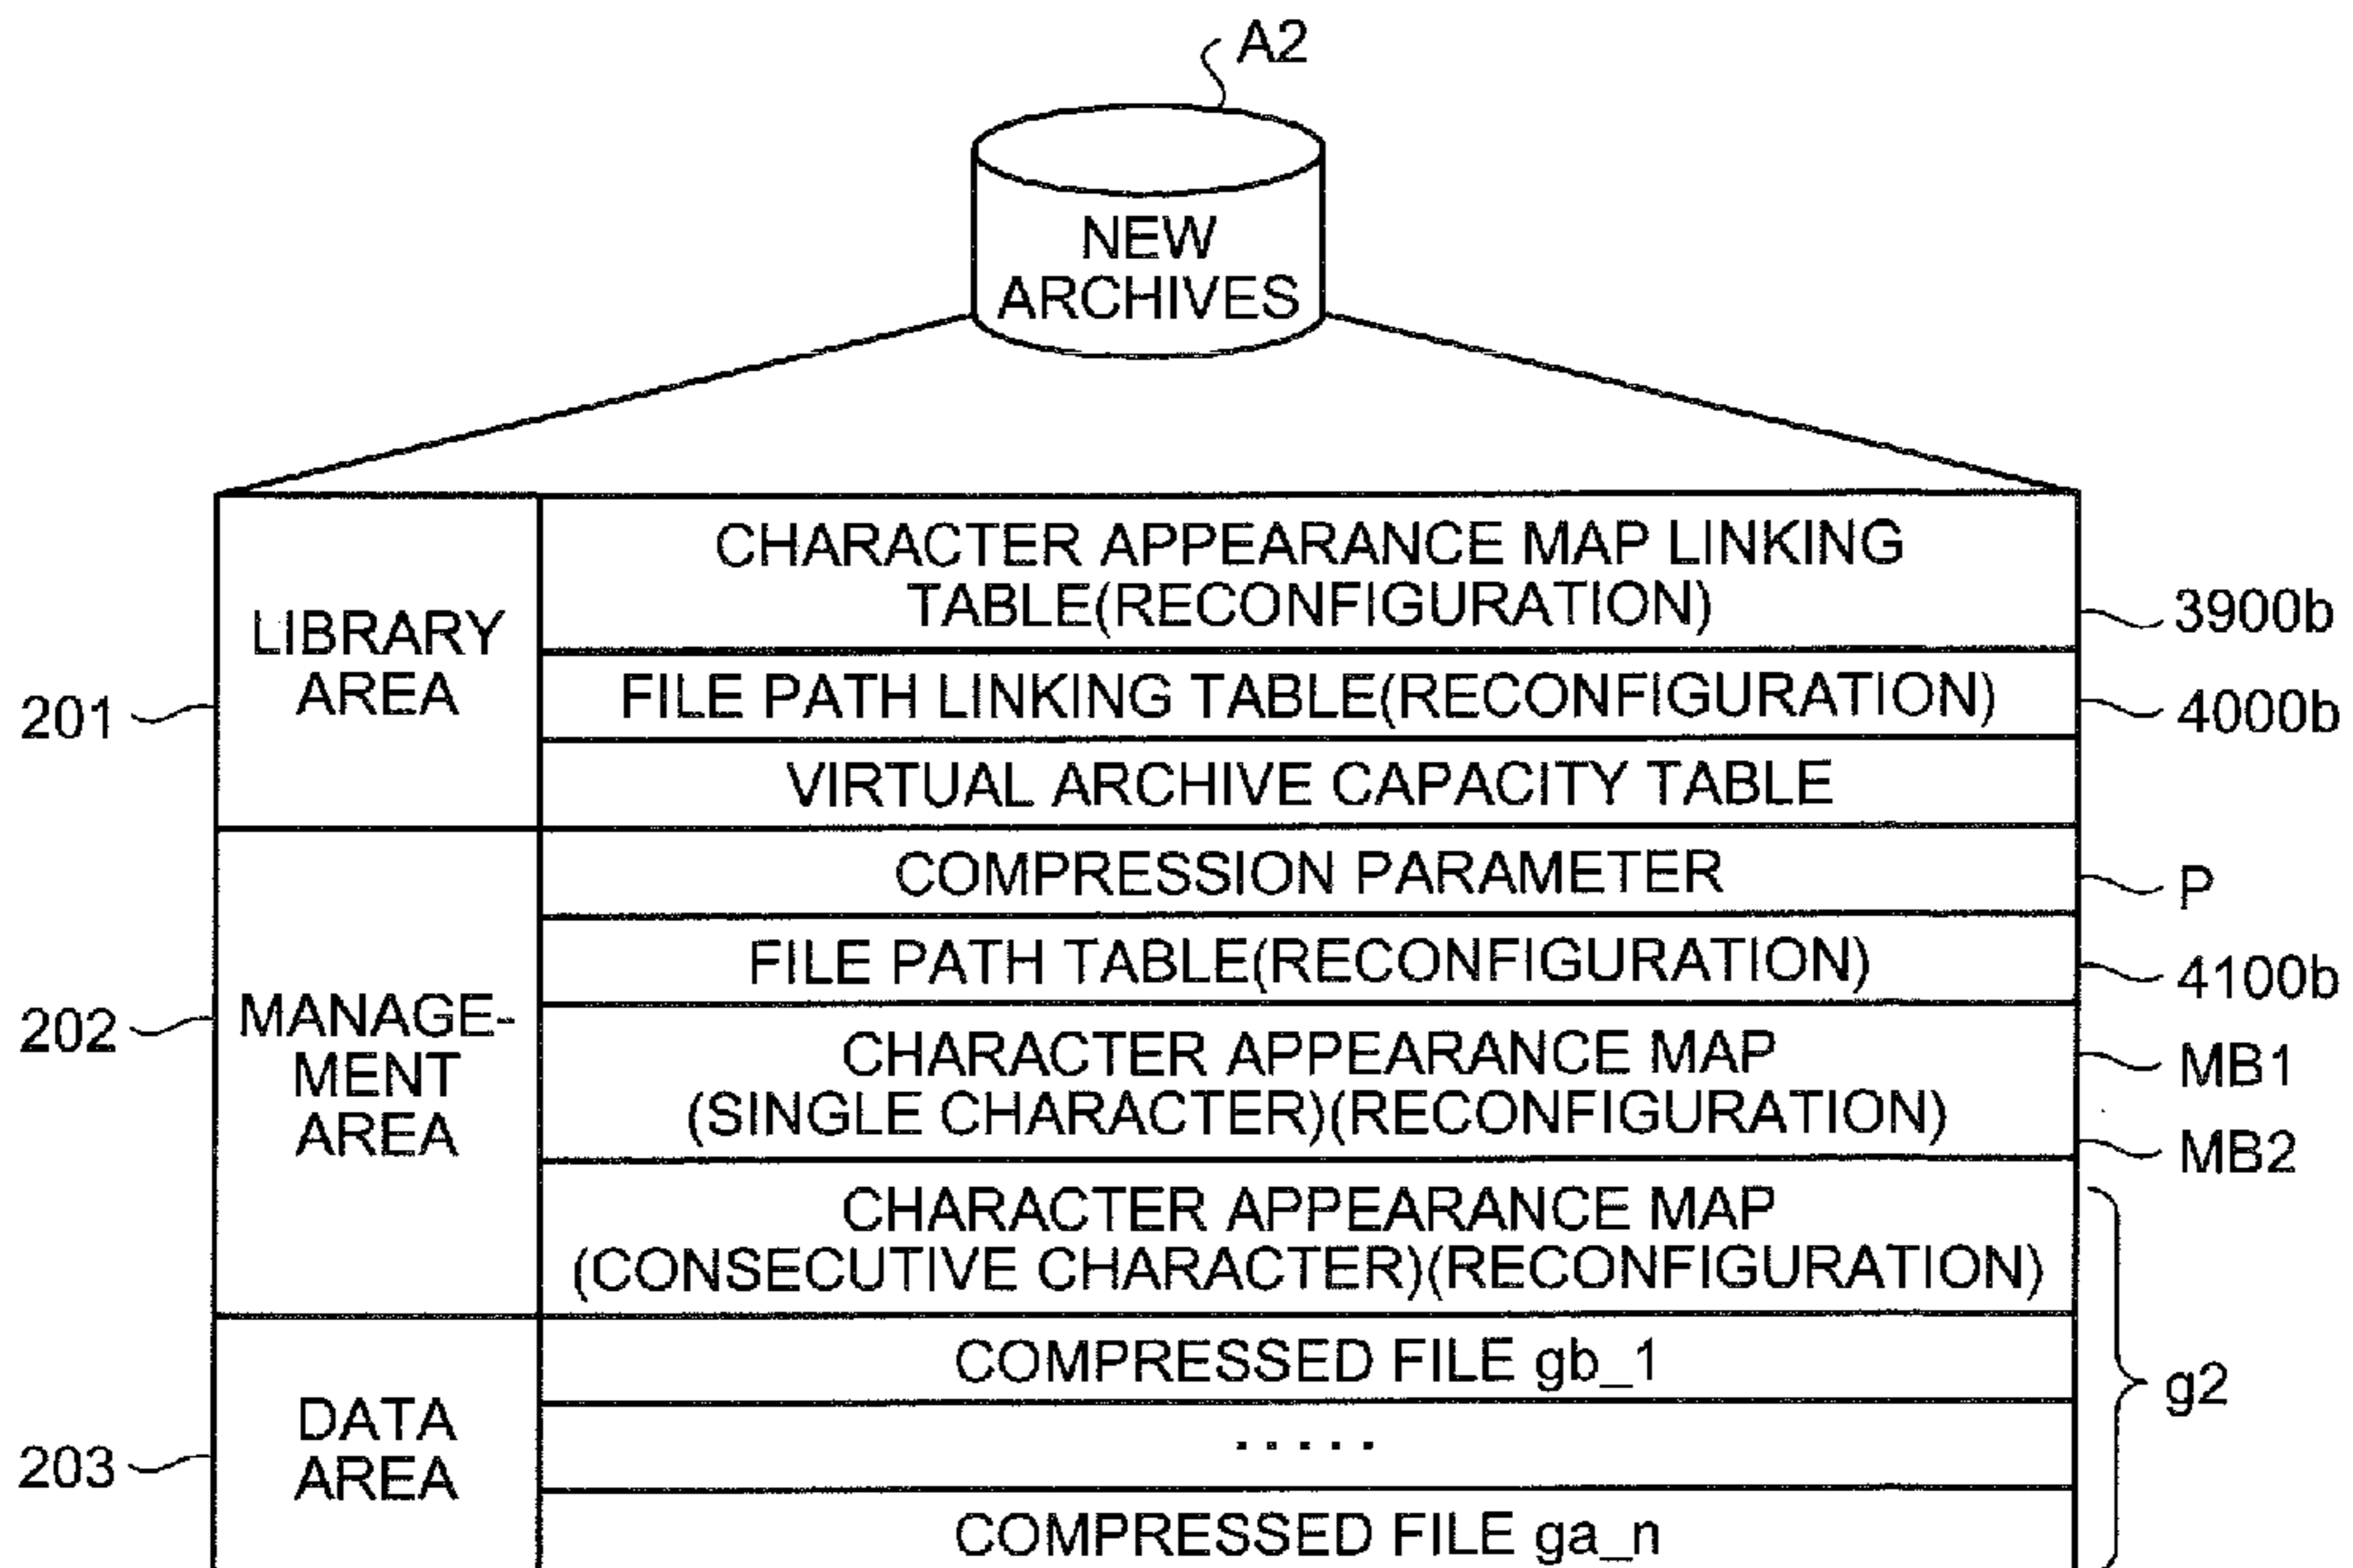 A2
NEW
ARCHIVES
LIBRARY
AREA
201
CHARACTER APPEARANCE MAP LINKING
TABLE(RECONFIGURATION)
3900b
FILE PATH LINKING TABLE(RECONFIGURATION)
4000b
VIRTUAL ARCHIVE CAPACITY TABLE
MANAGE-
MENT
AREA
202
COMPRESSION PARAMETER
P
FILE PATH TABLE(RECONFIGURATION)
4100b
CHARACTER APPEARANCE MAP
(SINGLE CHARACTER)(RECONFIGURATION)
MB1
MB2
CHARACTER APPEARANCE MAP
(CONSECUTIVE CHARACTER)(RECONFIGURATION)
DATA
AREA
203
COMPRESSED FILE gb_1
.....
COMPRESSED FILE ga_n
g2